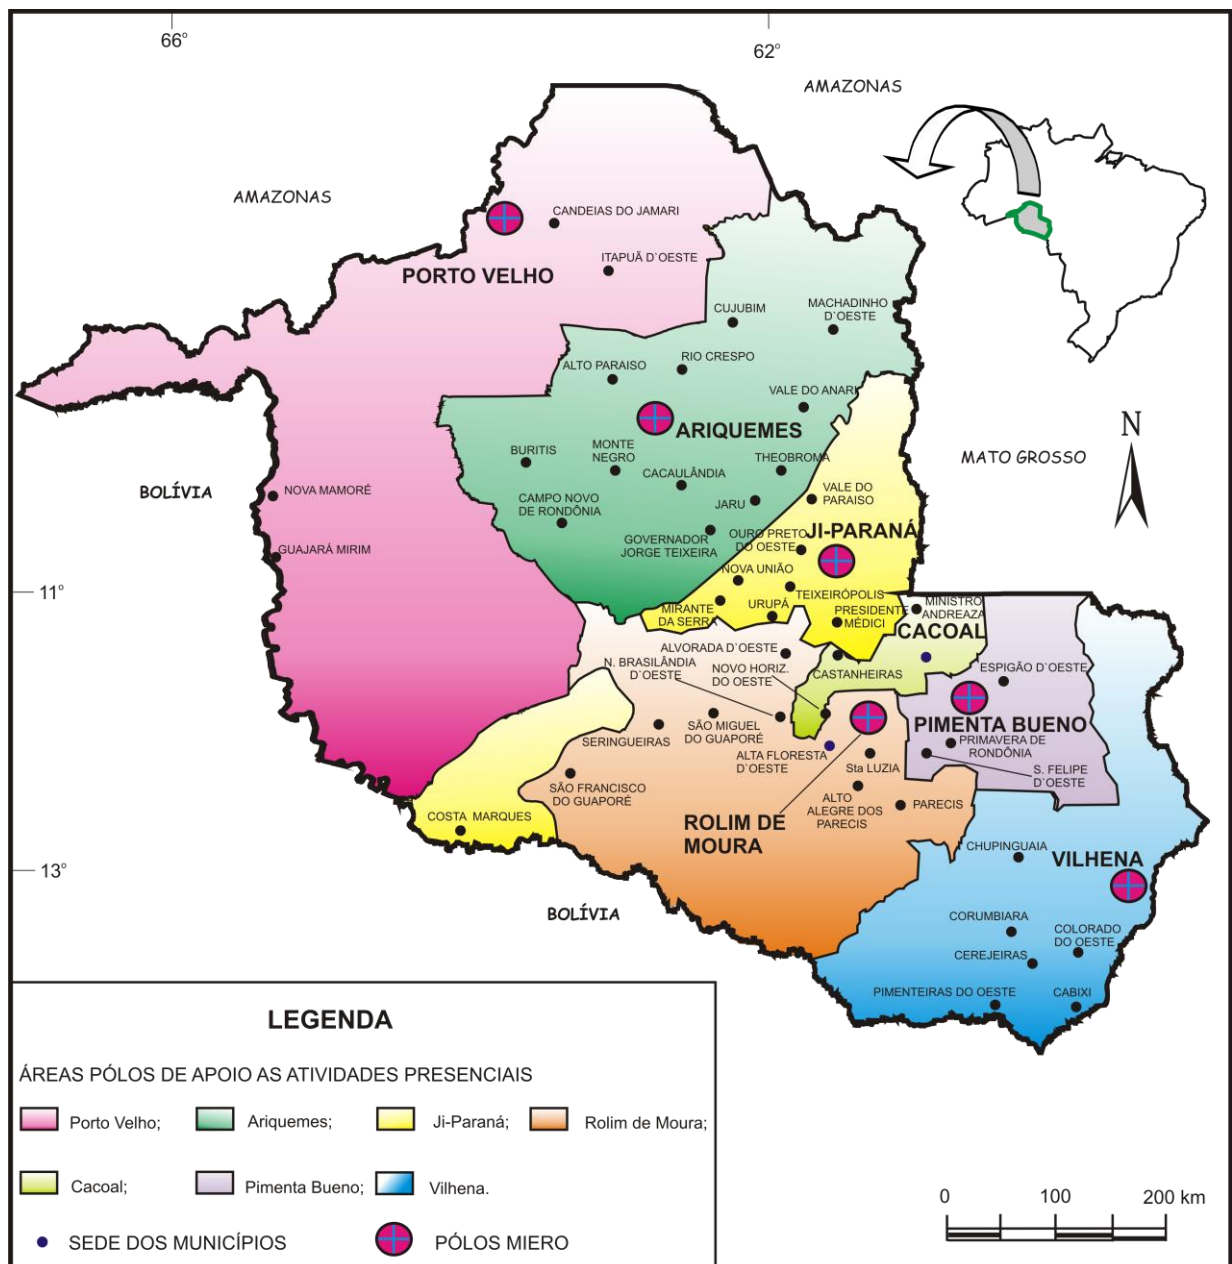 66°
62°
AMAZONAS
AMAZONAS
CANDEIAS DO JAMARI
ITAPUÃ D`OESTE
PORTO VELHO
CUJUBIM
MACHADINHO
D`OESTE
ALTO PARAISO
RIO CRESPO
VALE DO ANARI
ARIQUEMES
BURITIS
MONTE
NEGRO
CACAULÂNDIA
THEOBROMA
MATO GROSSO
N
BOLÍVIA
NOVA MAMORÉ
CAMPO NOVO
DE RONDÔNIA
JARU
VALE DO
PARAISO
GOVERNADOR
JORGE TEIXEIRA
OURO PRETO
DO OESTE
JI-PARANÁ
GUAJARÁ MIRIM
NOVA UNIÃO
TEIXEIRÓPOLIS
11°
MIRANTE
DA SERRA
URUPÁ
PRESIDENTE
MÉDICI
MINISTRO
ANDREAZA
CACOAL
ALVORADA D`OESTE
N. BRASILÂNDIA
D`OESTE
NOVO HORIZ.
DO OESTE
CASTANHEIRAS
ESPIGÃO D`OESTE
PIMENTA BUENO
SERINGUEIRAS
SÃO MIGUEL
DO GUAPORÉ
ALTA FLORESTA
D`OESTE
PRIMAVERA DE
RONDÔNIA
Sta LUZIA
S. FELIPE
D`OESTE
SÃO FRANCISCO
DO GUAPORÉ
ALTO
ALEGRE DOS
PARECIS
PARECIS
COSTA MARQUES
ROLIM DE
MOURA
CHUPINGUAIA
VILHENA
13°
BOLÍVIA
CORUMBIARA
COLORADO
DO OESTE
CEREJEIRAS
PIMENTEIRAS DO OESTE
CABIXI
LEGENDA
ÁREAS PÓLOS DE APOIO AS ATIVIDADES PRESENCIAIS
Porto Velho;
Ariquemes;
Ji-Paraná;
Rolim de Moura;
Cacoal;
Pimenta Bueno;
Vilhena.
SEDE DOS MUNICÍPIOS
PÓLOS MIERO
0 100 200 km